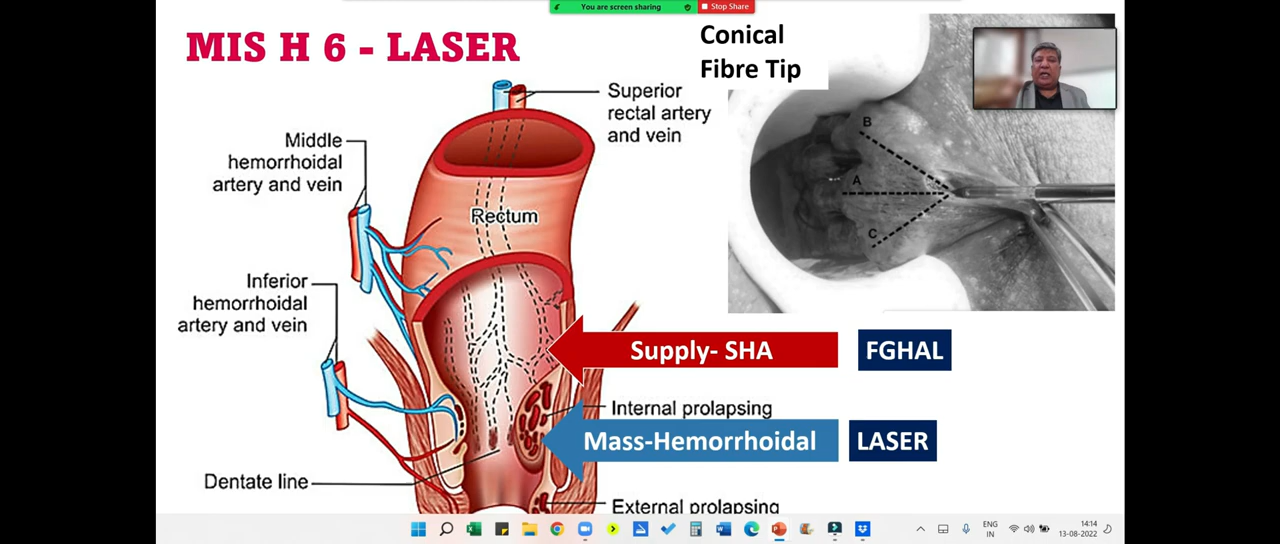 You are screen sharing
Stop Share
MIS H 6 - LASER
Conical
Fibre Tip
Superior
rectal artery
and vein
Middle
hemorrhoidal
artery and vein
Rectum
B
A
C
Inferior
hemorrhoidal
artery and vein
Supply- SHA
FGHAL
Internal prolapsing
Mass-Hemorrhoidal
LASER
Dentate line
External prolapsing
ENG
IN
14:14
13-08-2022